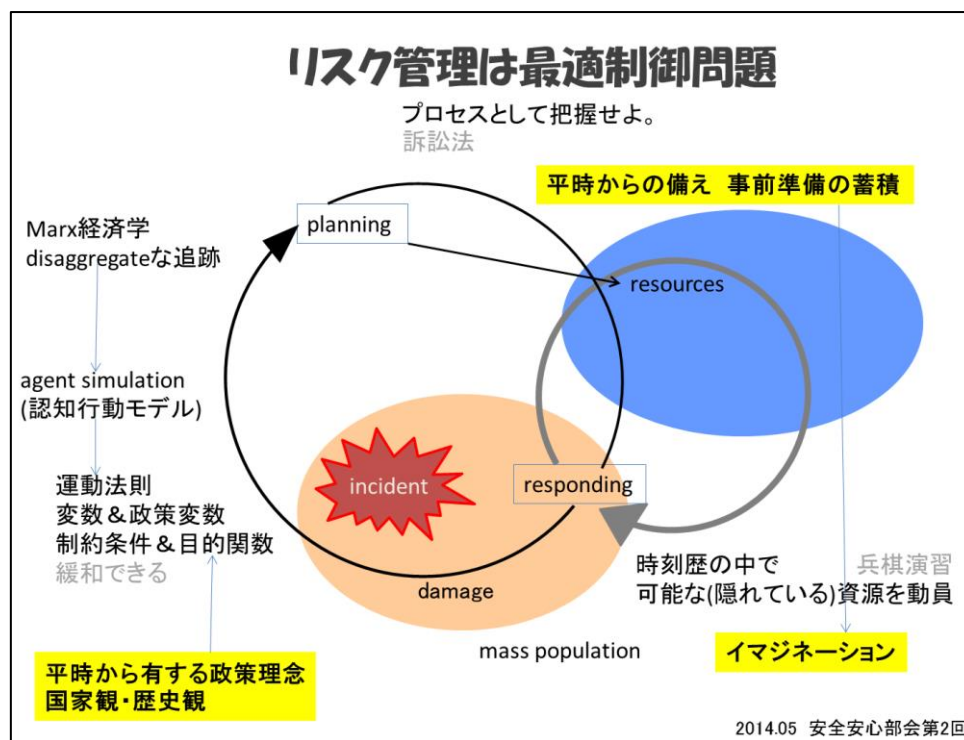 リスク管理は最適制御問題
プロセスとして把握せよ。
訴訟法
平時からの備え 事前準備の蓄積
planning
Marx経済学
disaggregateな追跡
resources
agent simulation
(認知行動モデル)
incident
responding
運動法則
変数&政策変数
制約条件&目的関数
緩和できる
damage
時刻歴の中で
兵棋演習
可能な(隠れている)資源を動員
mass population
イマジネーション
平時から有する政策理念
国家観・歴史観
2014.05 安全安心部会第2回